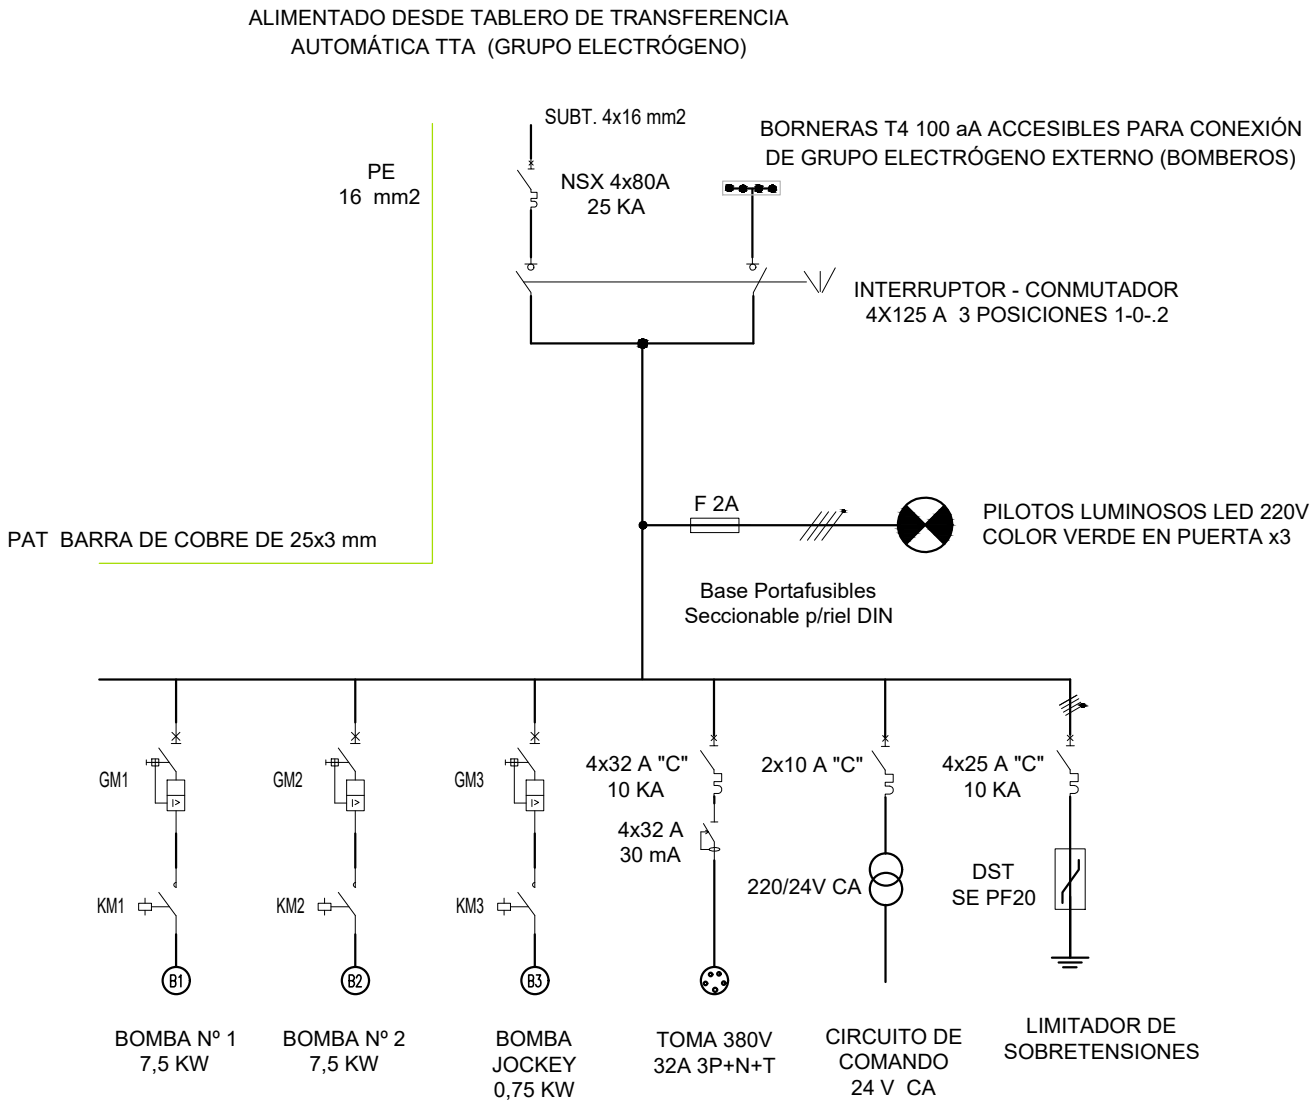 ALIMENTADO DESDE TABLERO DE TRANSFERENCIA
AUTOMÁTICA TTA (GRUPO ELECTRÓGENO)
SUBT. 4x16 mm2
BORNERAS T4 100 aA ACCESIBLES PARA CONEXIÓN
DE GRUPO ELECTRÓGENO EXTERNO (BOMBEROS)
PE
16 mm2
NSX 4x80A
25 KA
INTERRUPTOR - CONMUTADOR
4X125 A 3 POSICIONES 1-0-.2
F 2A
PILOTOS LUMINOSOS LED 220V
COLOR VERDE EN PUERTA x3
PAT BARRA DE COBRE DE 25x3 mm
Base Portafusibles
Seccionable p/riel DIN
GM1
I>
GM2
I>
GM3
I>
4x32 A "C"
10 KA
2x10 A "C"
4x25 A "C"
10 KA
4x32 A
30 mA
KM1
KM2
KM3
220/24V CA
DST
SE PF20
B1
B2
B3
BOMBA Nº 1
7,5 KW
BOMBA Nº 2
7,5 KW
BOMBA
JOCKEY
0,75 KW
TOMA 380V
32A 3P+N+T
CIRCUITO DE
COMANDO
24 V CA
LIMITADOR DE
SOBRETENSIONES